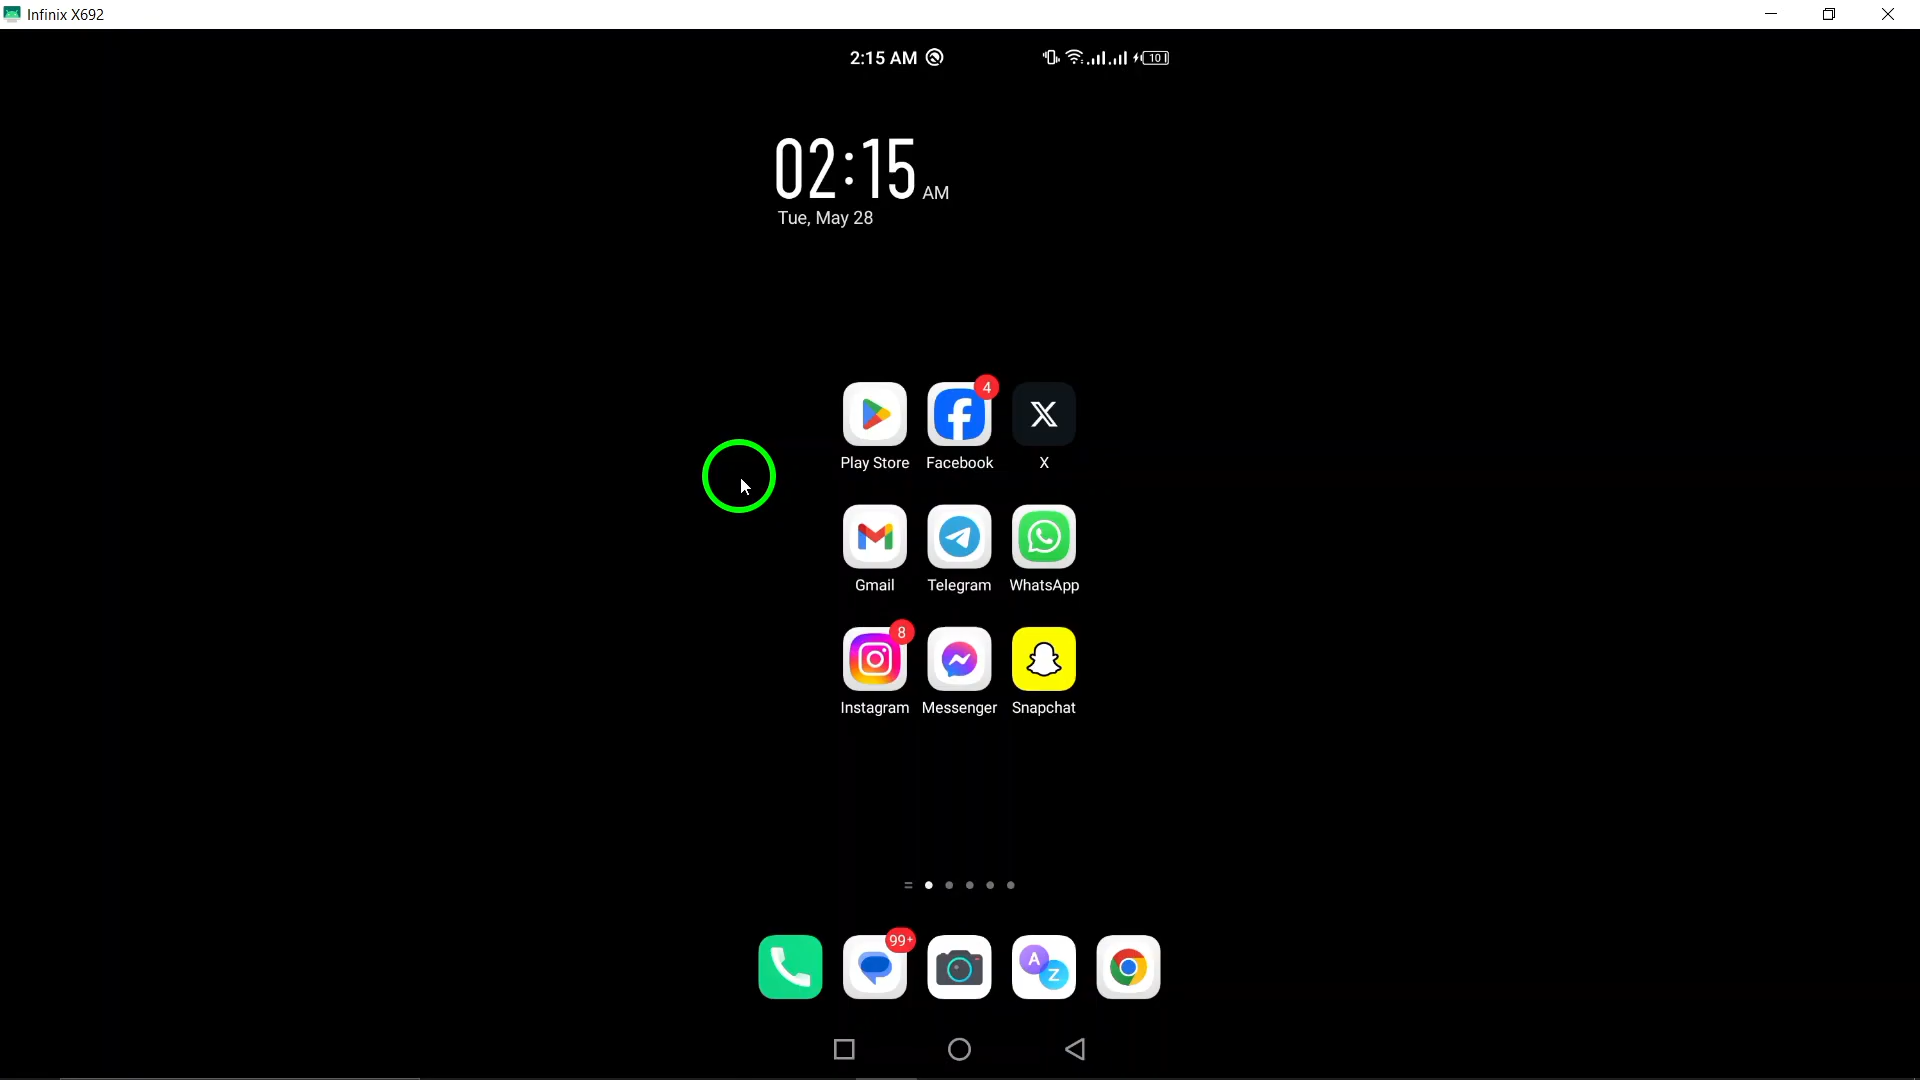 Infinix X692
2:15 AM
10
02:15 AM
Tue, May 28
4
Play Store Facebook X
Gmail Telegram WhatsApp
8
Instagram Messenger Snapchat
99+
A
Z